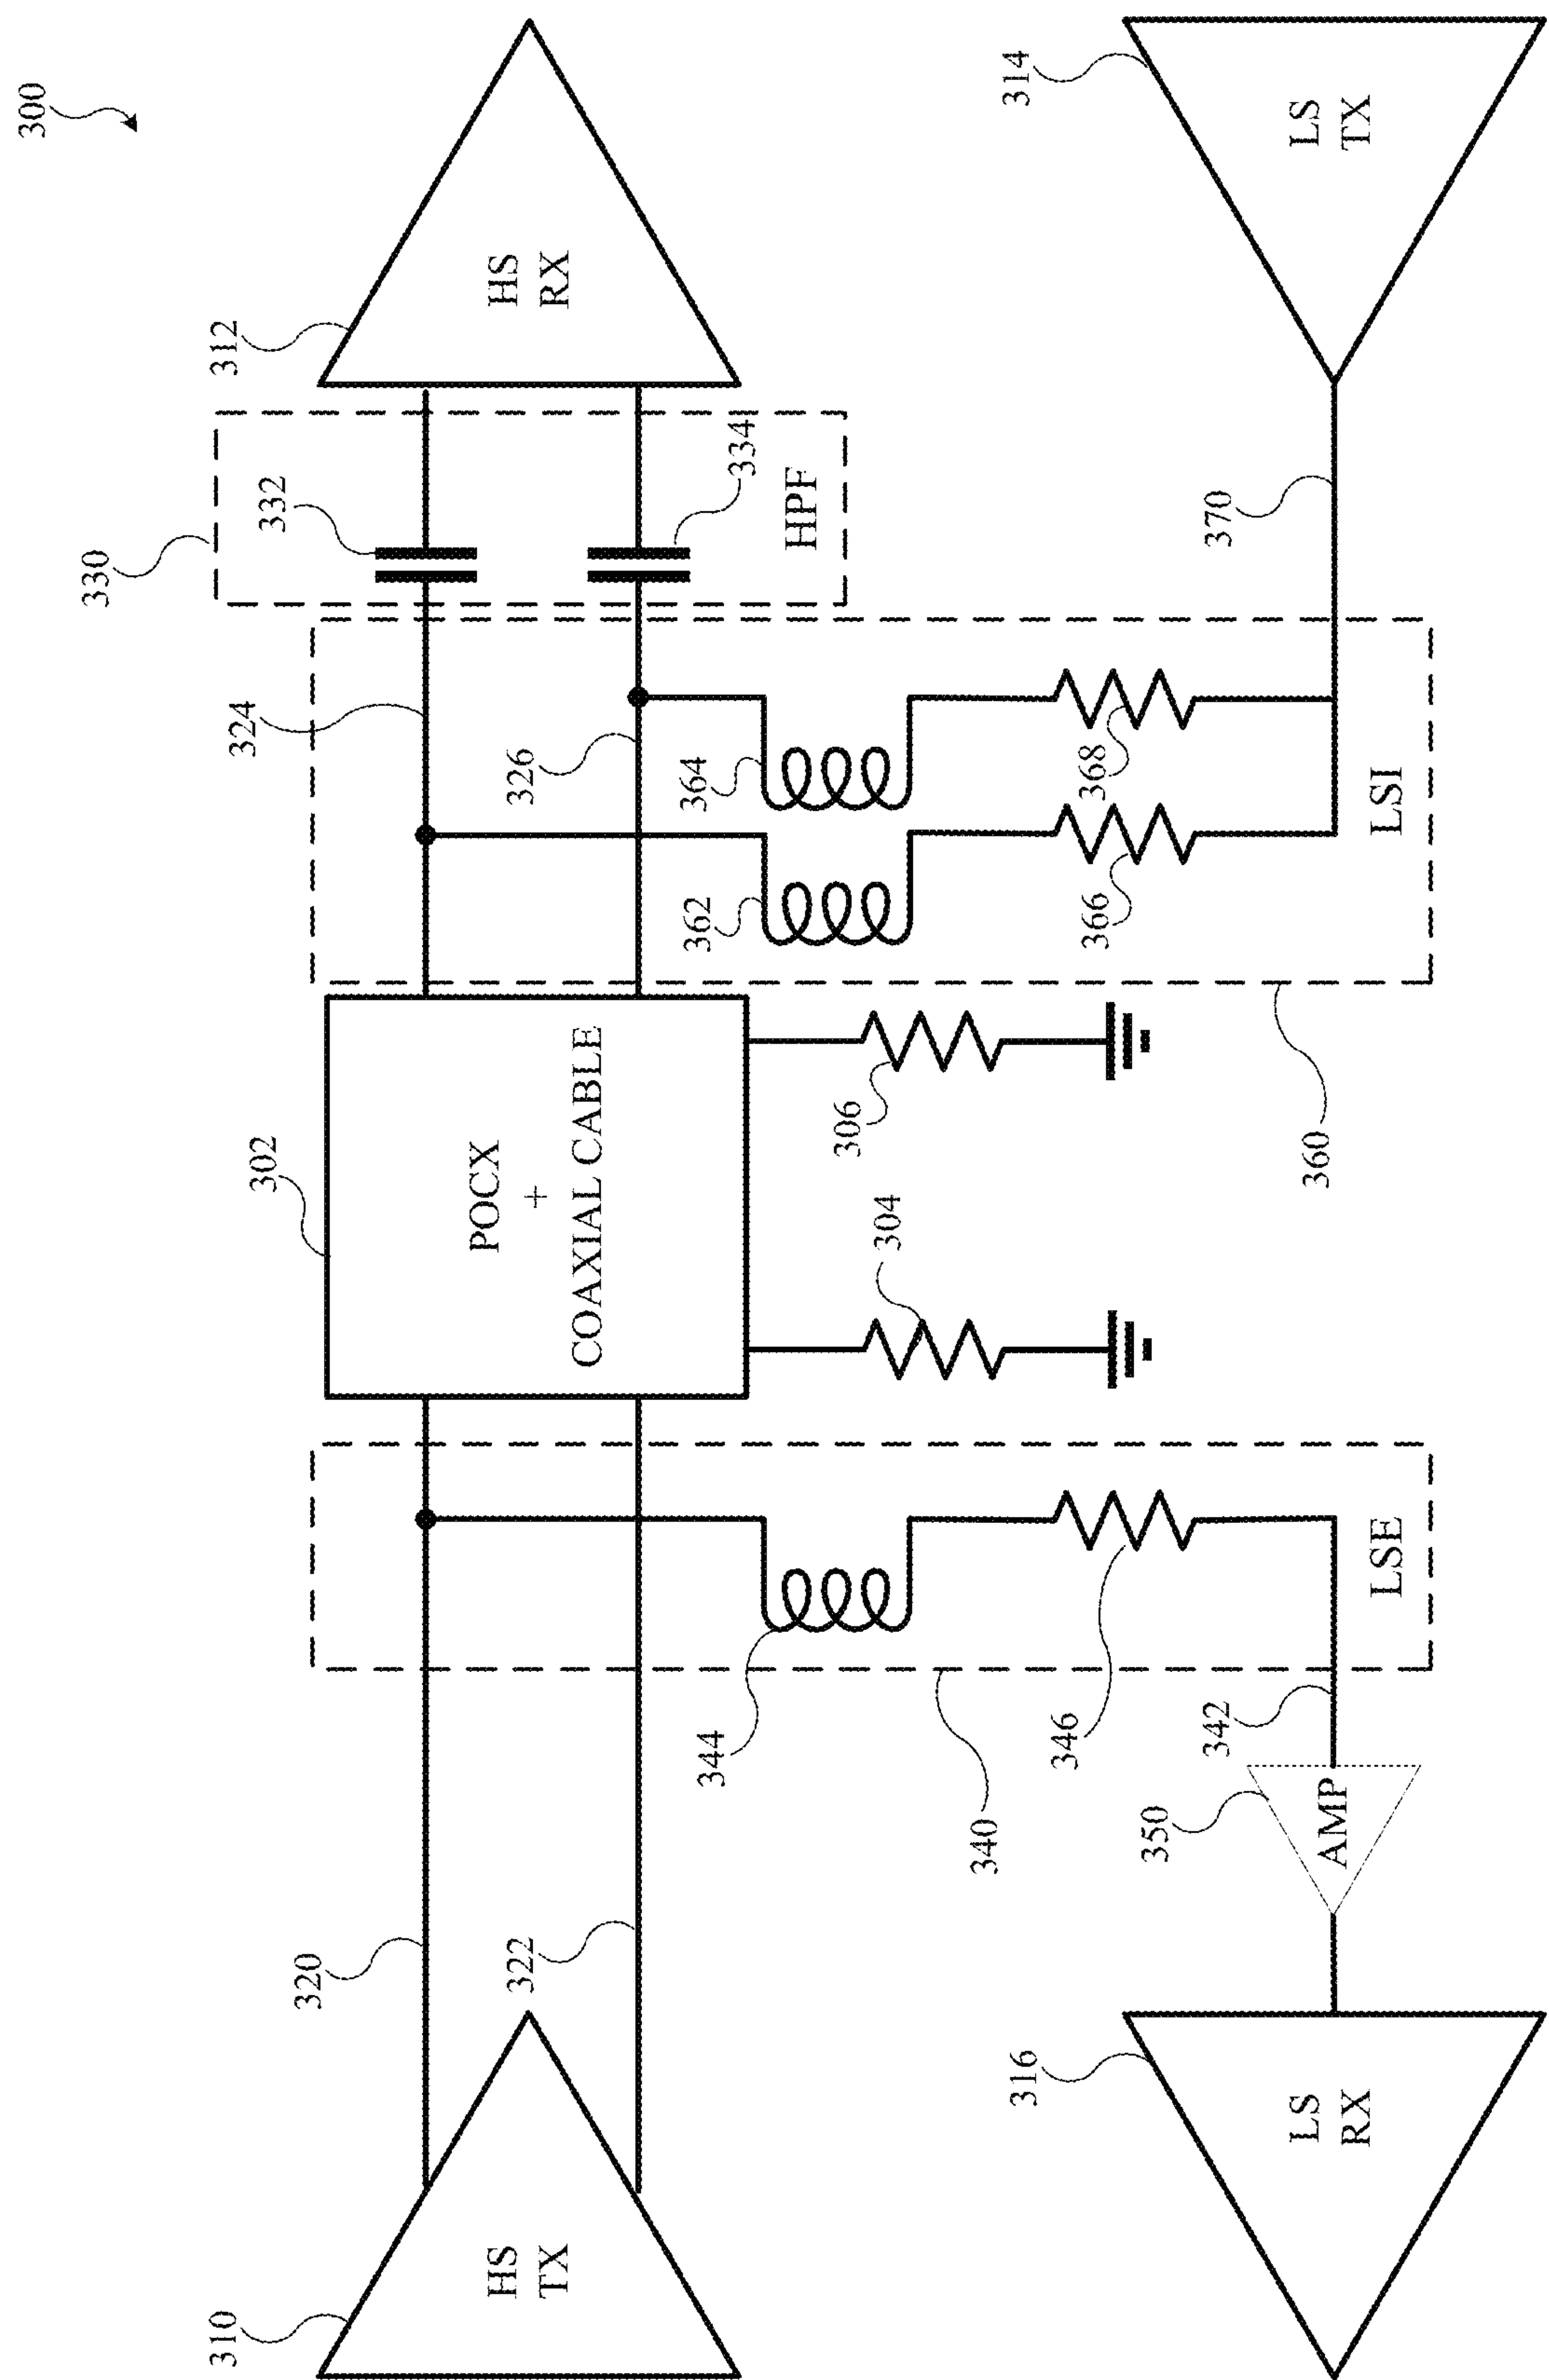 300
330
332
334
HPF
312
HS
RX
324
326
302
POCX
+
COAXIAL CABLE
320
322
310
HS
TX
362
364
366
368
LSI
360
306
304
344
346
LSE
340
342
350
AMP
316
LS
RX
370
314
LS
TX